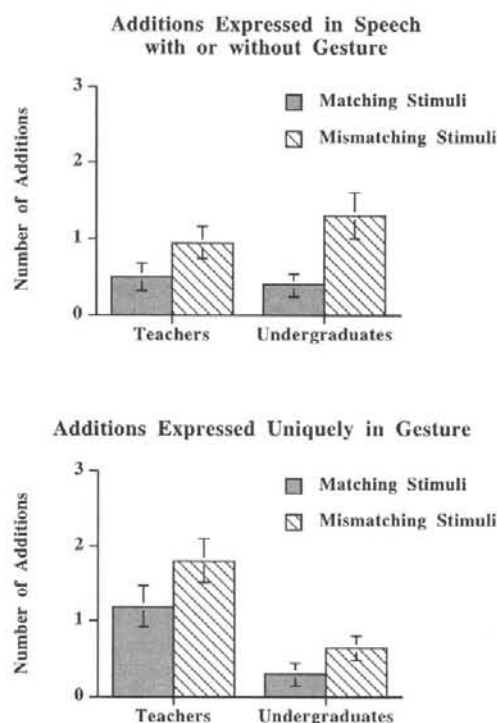 Additions Expressed in Speech
with or without Gesture
3
2
1
0
Number of Additions
Matching Stimuli
Mismatching Stimuli
Teachers
Undergraduates
Additions Expressed Uniquely in Gesture
3
2
1
0
Number of Additions
Matching Stimuli
Mismatching Stimuli
Teachers
Undergraduates